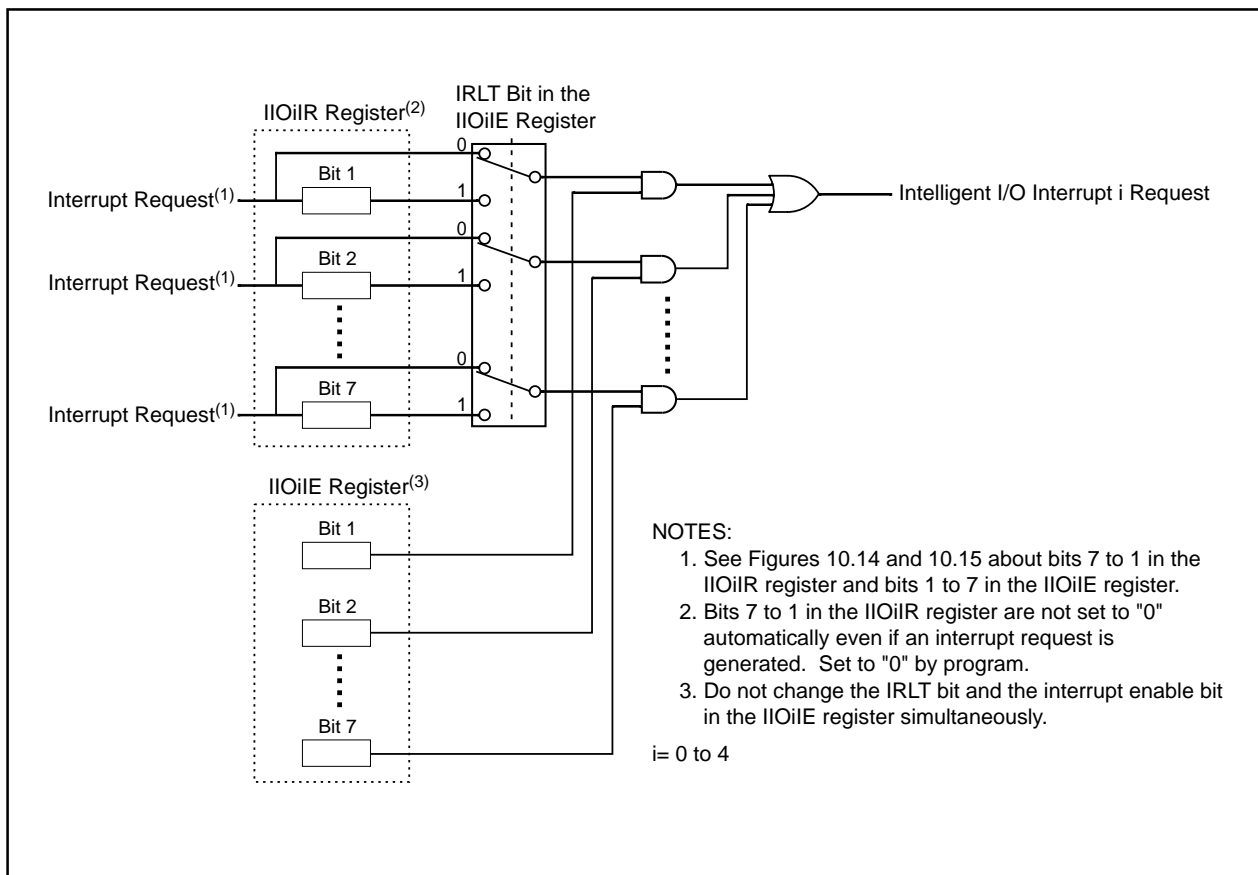 IRLT Bit in the
IIOiIE Register
IIOiIR Register(2)
0
Bit 1
Interrupt Request(1)
1
Intelligent I/O Interrupt i Request
0
Bit 2
Interrupt Request(1)
1
0
Bit 7
Interrupt Request(1)
1
IIOiIE Register(3)
Bit 1
Bit 2
Bit 7
NOTES:
1. See Figures 10.14 and 10.15 about bits 7 to 1 in the
IIOiIR register and bits 1 to 7 in the IIOiIE register.
2. Bits 7 to 1 in the IIOiIR register are not set to "0"
automatically even if an interrupt request is
generated. Set to "0" by program.
3. Do not change the IRLT bit and the interrupt enable bit
in the IIOiIE register simultaneously.
i= 0 to 4